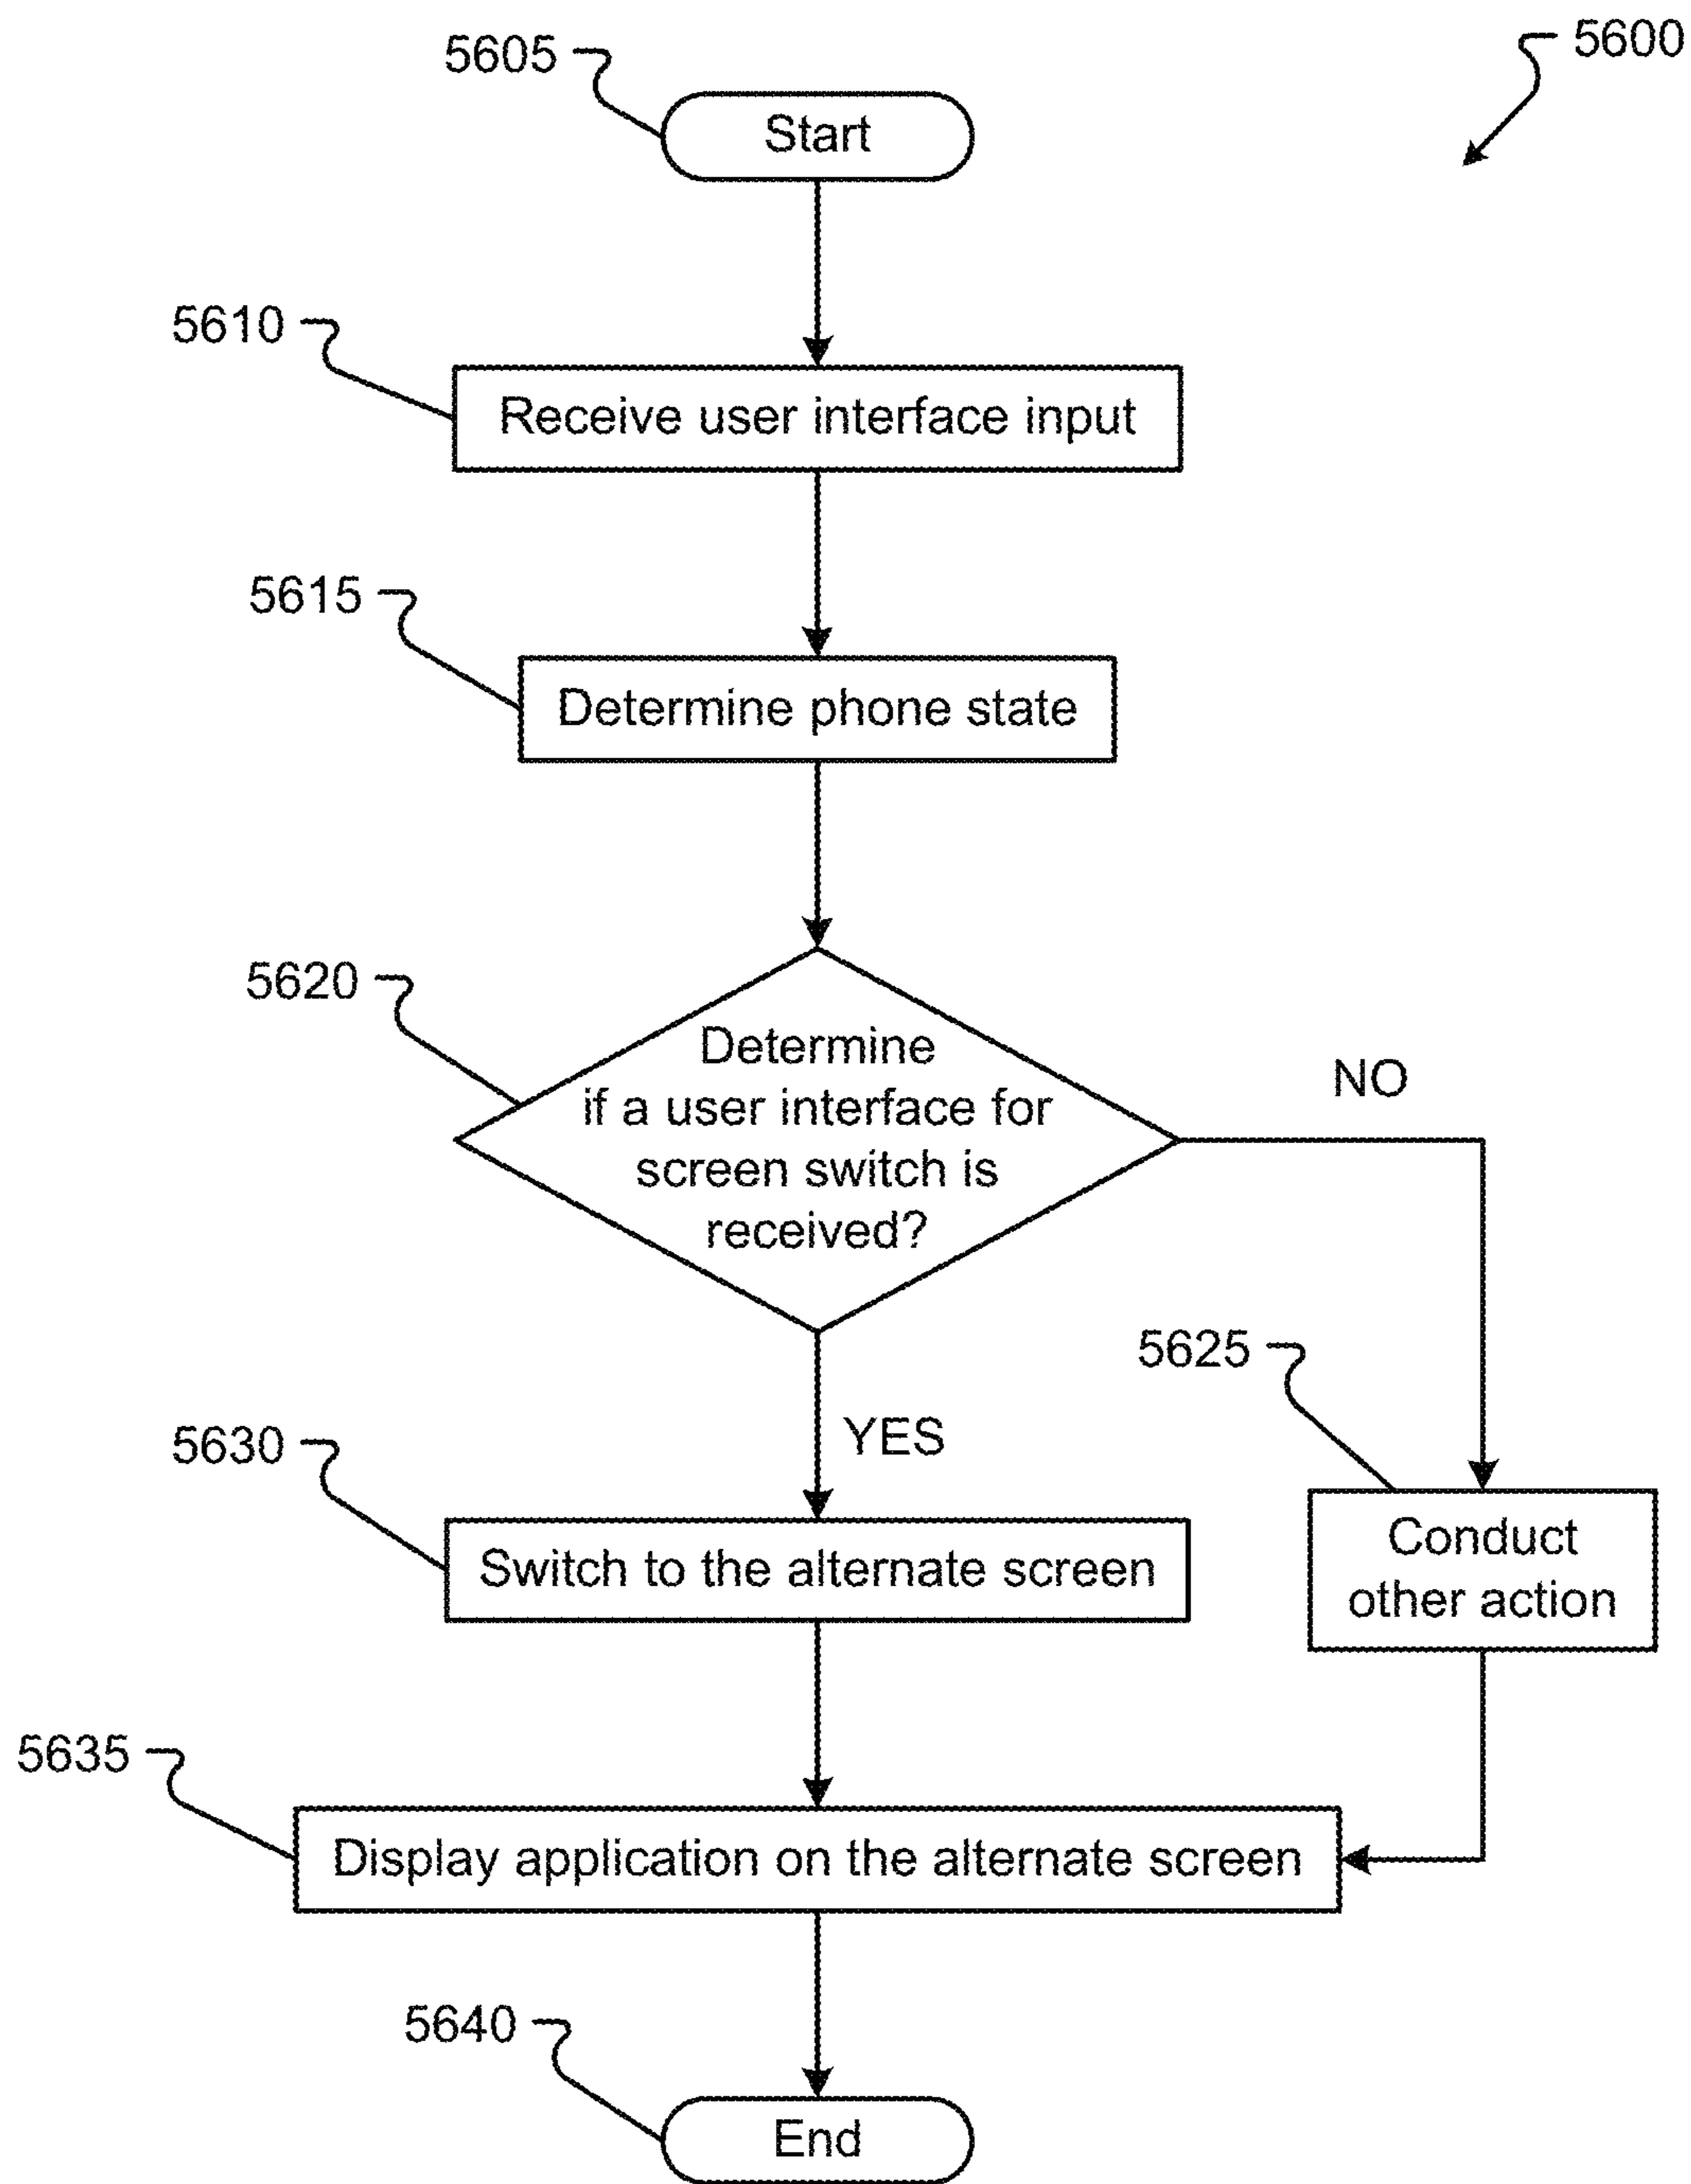 5600
5605
Start
5610
Receive user interface input
5615
Determine phone state
5620
Determine
if a user interface for
screen switch is
received?
NO
YES
5625
Conduct
other action
5630
Switch to the alternate screen
5635
Display application on the alternate screen
5640
End